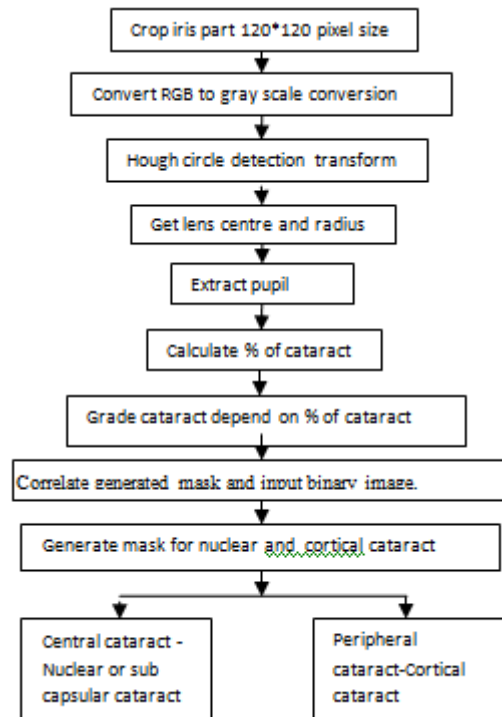 Crop iris part 120*120 pixel size
Convert RGB to gray scale conversion
Hough circle detection transform
Get lens centre and radius
Extract pupil
Calculate % of cataract
Grade cataract depend on % of cataract
Correlate generated mask and input binary image.
Generate mask for nuclear and cortical cataract
Central cataract -
Nuclear or sub
capsular cataract
Peripheral
cataract-Cortical
cataract